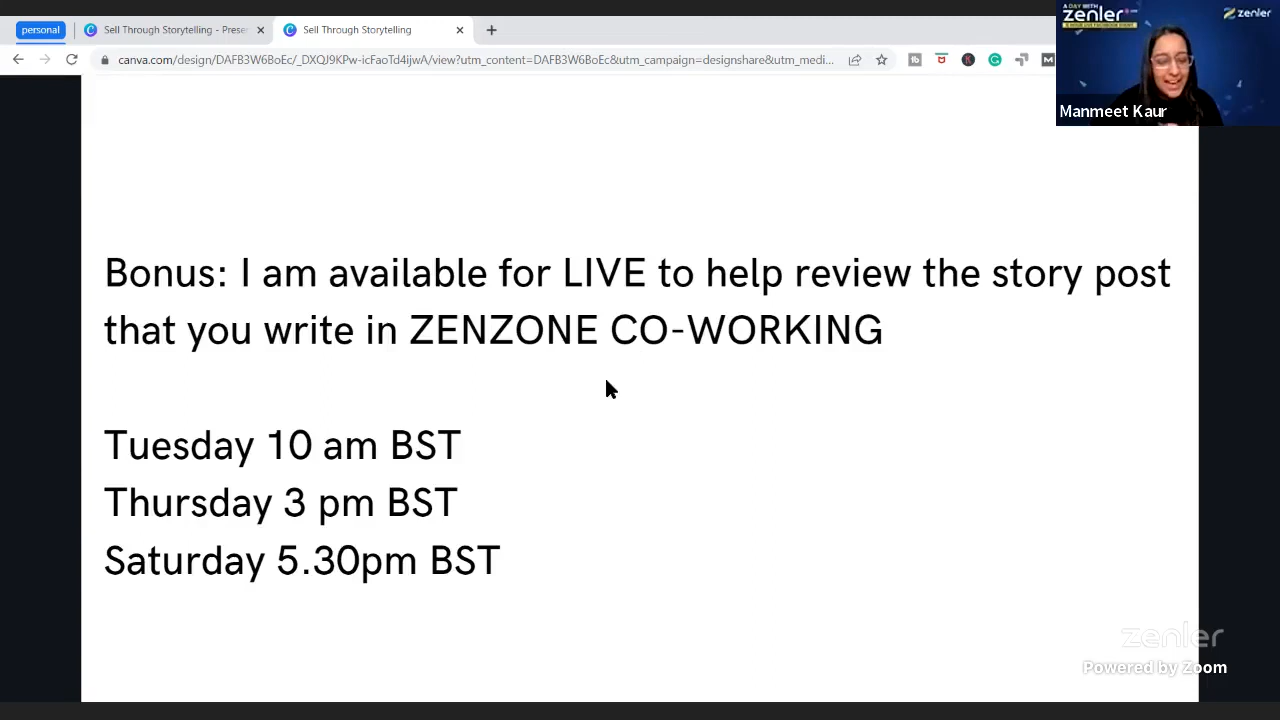 personal
Sell Through Storytelling - Preser
Sell Through Storytelling
canva.com/design/DAFB3W6BoEc/_DXQJ9KPw-icFaoTd4ijwA/view?utm_content=DAFB3W6BoEc&utm_campaign=designshare&utm_medi...
A DAY WITH
zenler
zenler
Manmeet Kaur
Bonus: I am available for LIVE to help review the story post
that you write in ZENZONE CO-WORKING
Tuesday 10 am BST
Thursday 3 pm BST
Saturday 5.30pm BST
zenler
Powered by Zoom